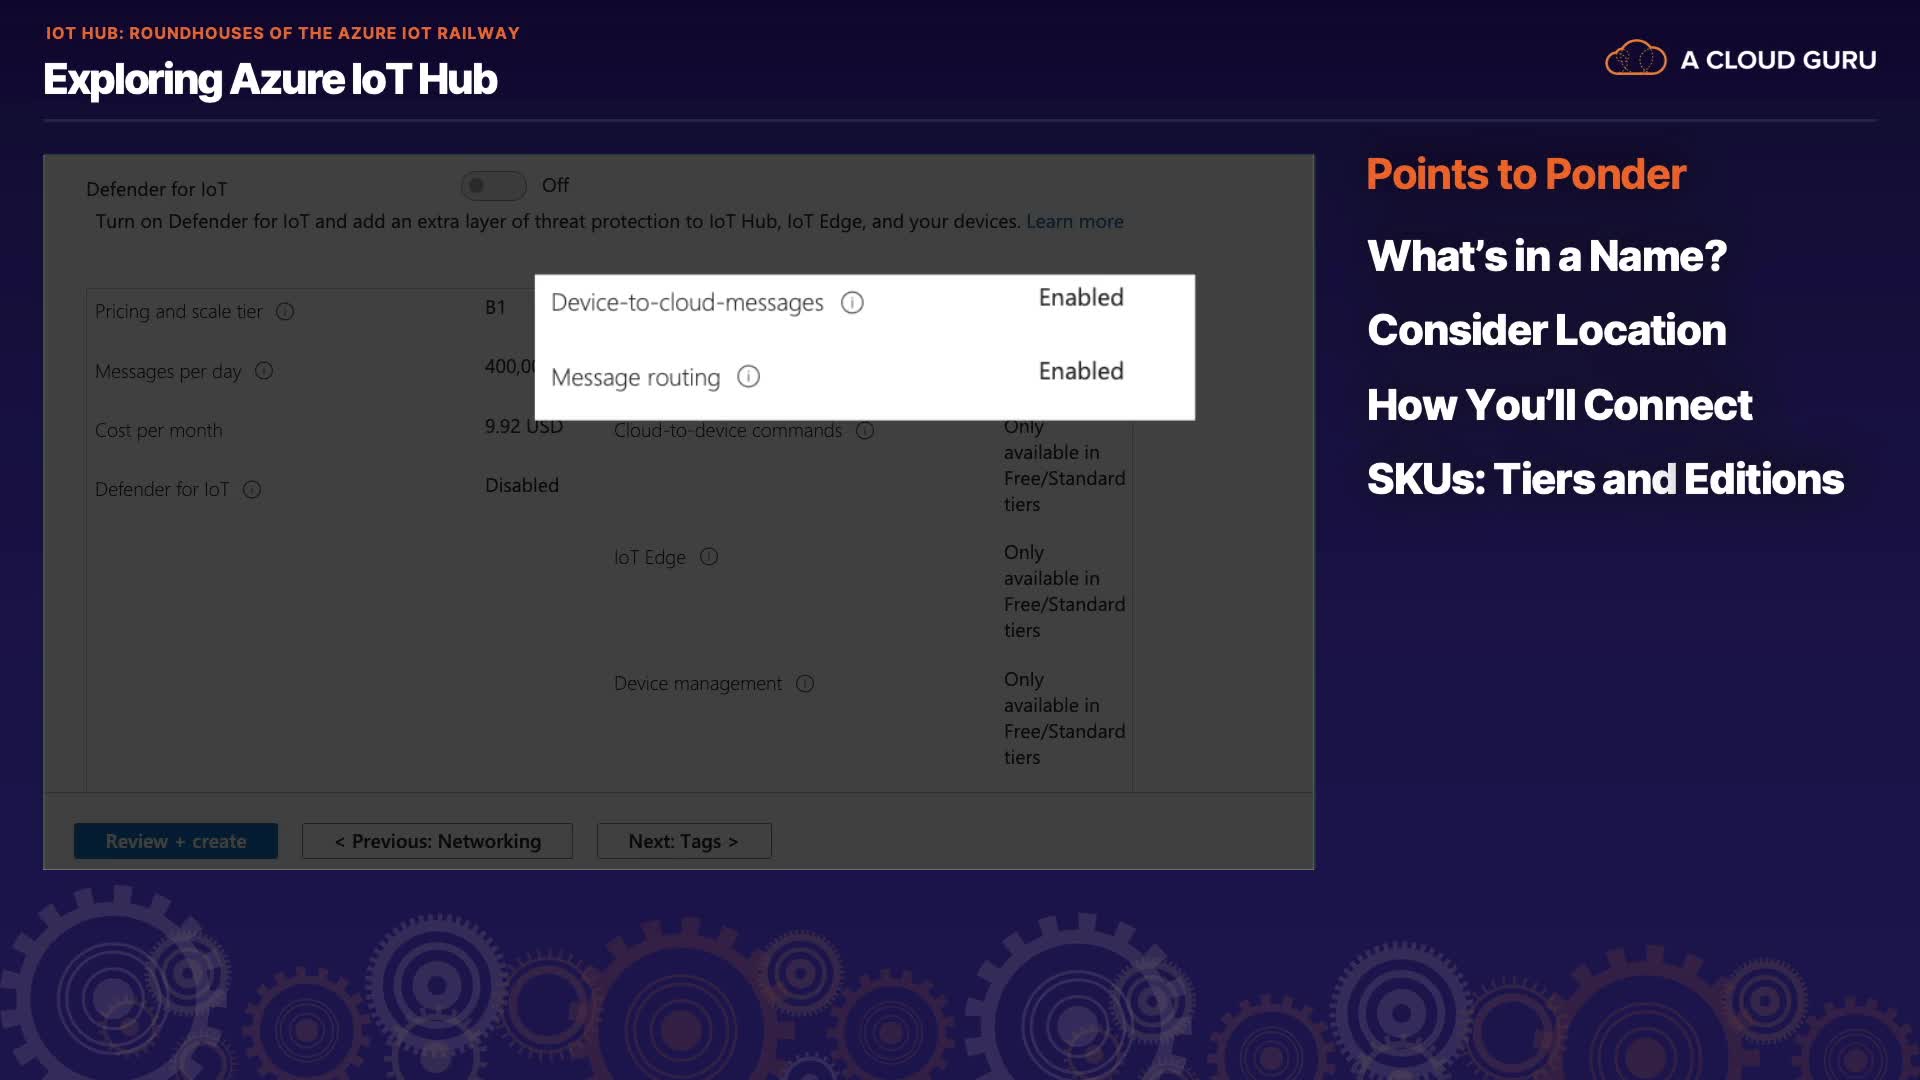 IOT HUB: ROUNDHOUSES OF THE AZURE IOT RAILWAY
Exploring Azure IoT Hub
A CLOUD GURU
Defender for IoT
Off
Turn on Defender for IoT and add an extra layer of threat protection to IoT Hub, IoT Edge, and your devices. Learn more
Pricing and scale tier
B1
Messages per day
400,0
Cost per month
9.92 USD
Defender for IoT
Disabled
Device-to-cloud-messages
Enabled
Message routing
Enabled
Cloud-to-device commands
Only
available in
Free/Standard
tiers
IoT Edge
Only
available in
Free/Standard
tiers
Device management
Only
available in
Free/Standard
tiers
Review + create
< Previous: Networking
Next: Tags >
Points to Ponder
What's in a Name?
Consider Location
How You'll Connect
SKUs: Tiers and Editions